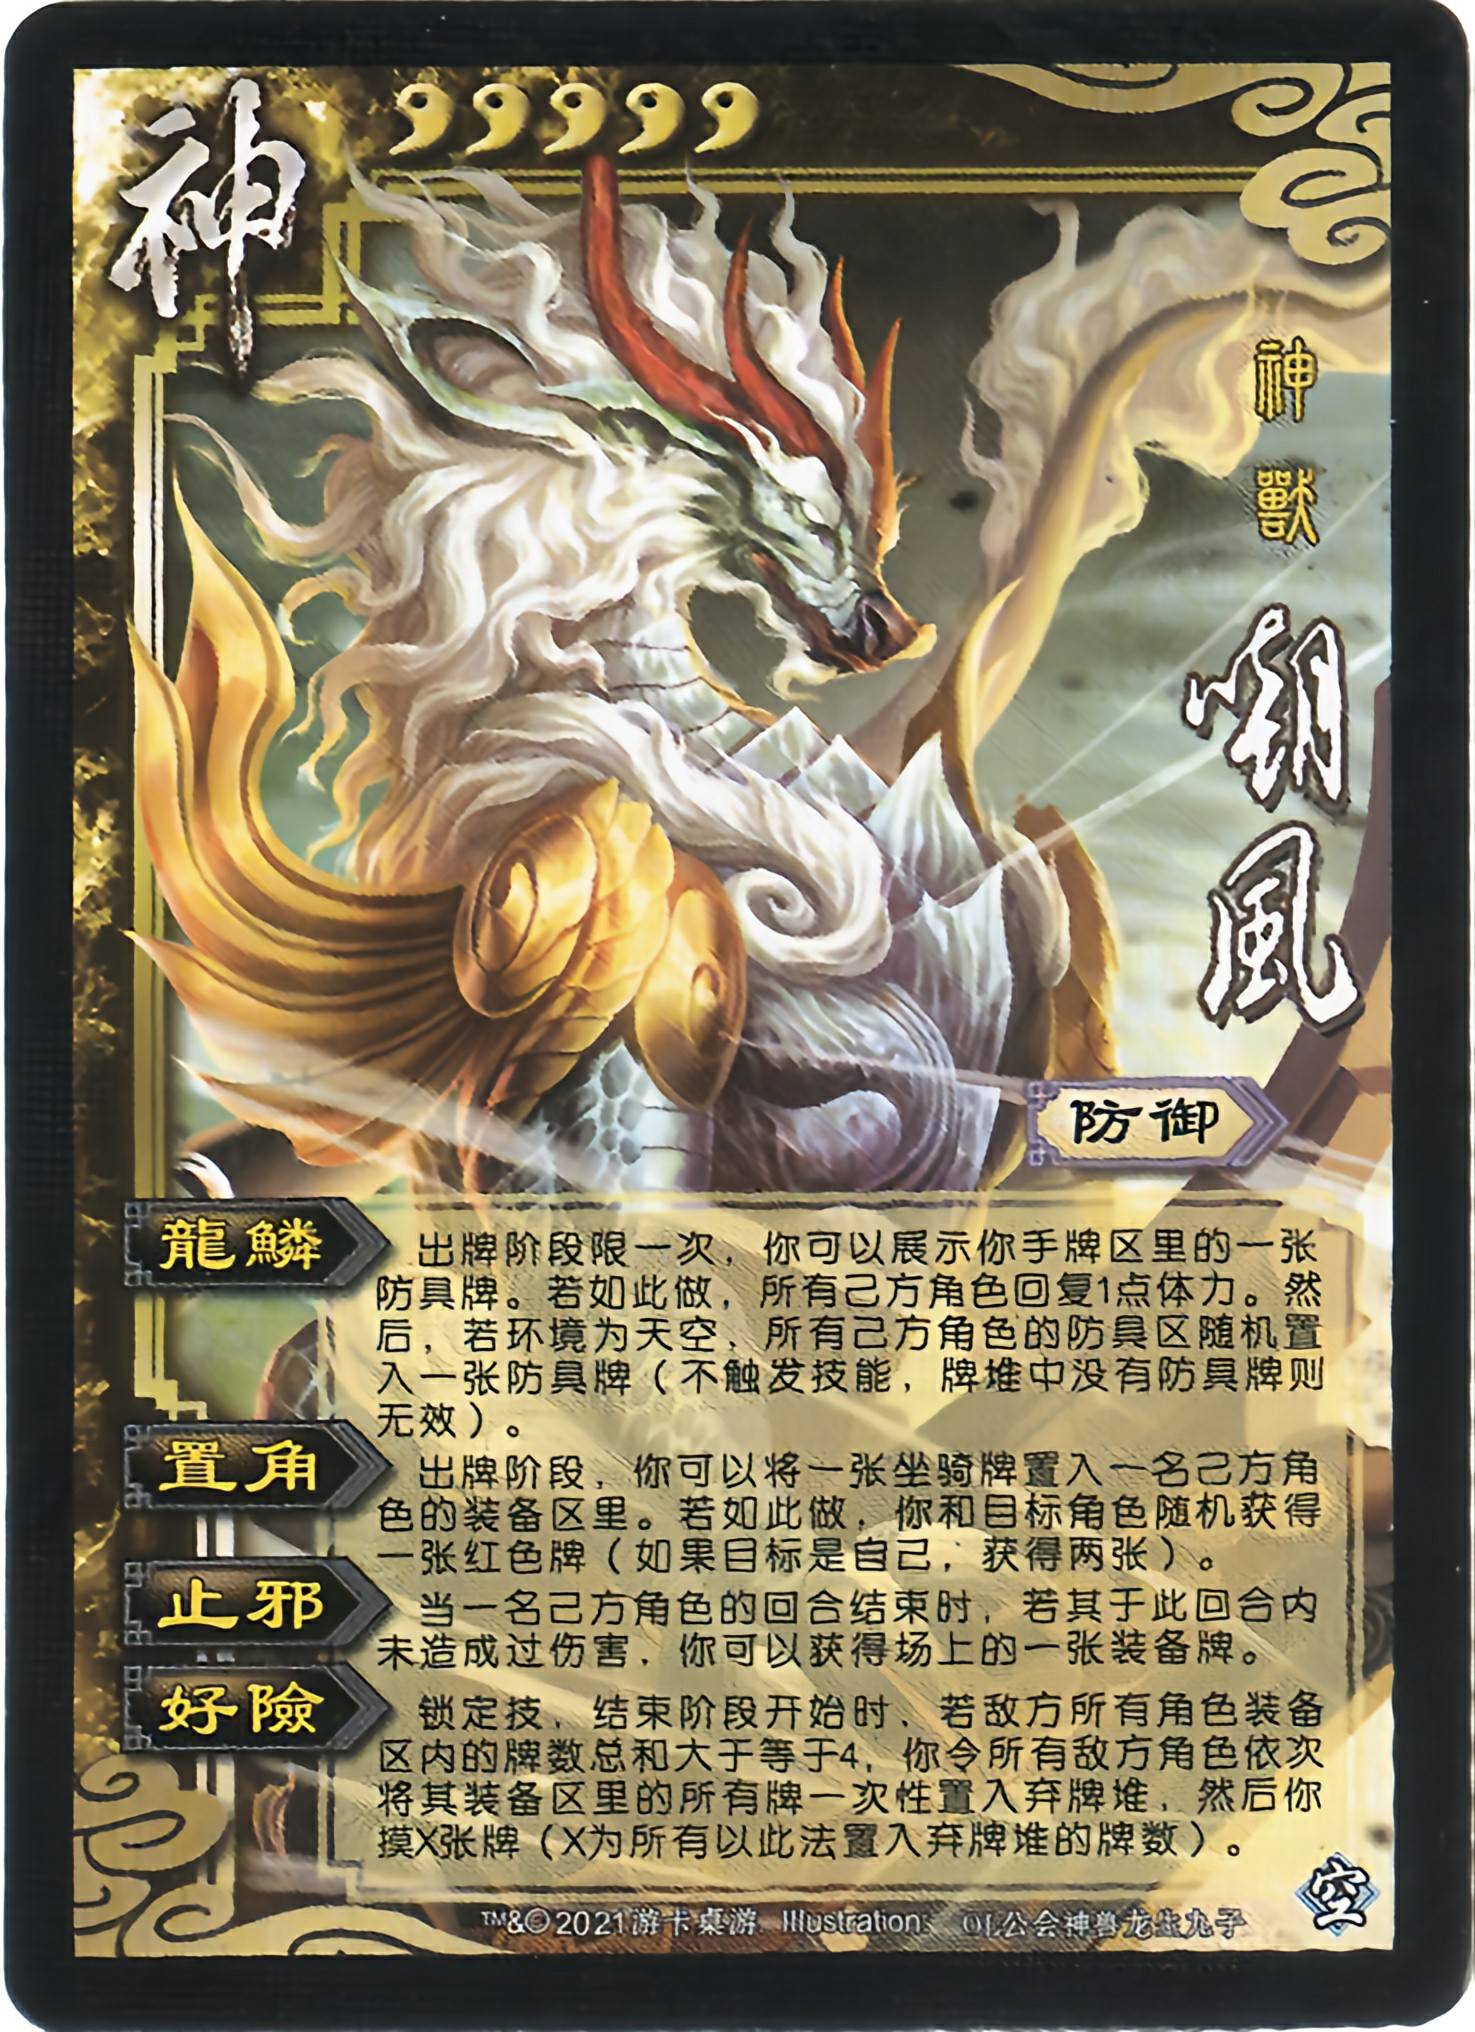 神
神獸
嘲風
防御
龍鱗
出牌阶段限一次，你可以展示你手牌区里的一张
防具牌。若如此做，所有己方角色回复1点体力。然
后，若环境为天空，所有己方角色的防具区随机置
入一张防具牌（不触发技能，牌堆中没有防具牌则
无效）。
置角
出牌阶段，你可以将一张坐骑牌置入一名己方角
色的装备区里。若如此做，你和目标角色随机获得
一张红色牌（如果目标是自己，获得两张）。
止邪
当一名己方角色的回合结束时，若其于此回合内
未造成过伤害，你可以获得场上的一张装备牌。
好險
锁定技，结束阶段开始时，若敌方所有角色装备
区内的牌数总和大于等于4，你令所有敌方角色依次
将其装备区里的所有牌一次性置入弃牌堆，然后你
摸X张牌（X为所有以此法置入弃牌堆的牌数）。
™&© 2021游卡桌游 Illustration: OL公会神兽龙生九子
空